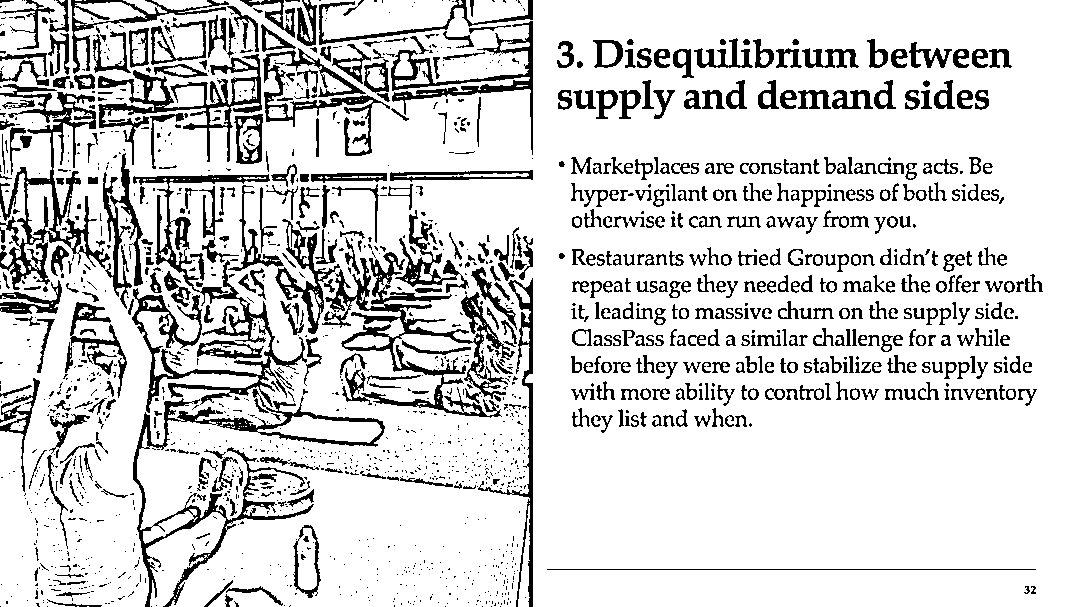 3. Disequilibrium between
supply and demand sides
• Marketplaces are constant balancing acts. Be
hyper-vigilant on the happiness of both sides,
otherwise it can run away from you.
• Restaurants who tried Groupon didn't get the
repeat usage they needed to make the offer worth
it, leading to massive churn on the supply side.
ClassPass faced a similar challenge for a while
before they were able to stabilize the supply side
with more ability to control how much inventory
they list and when.
32